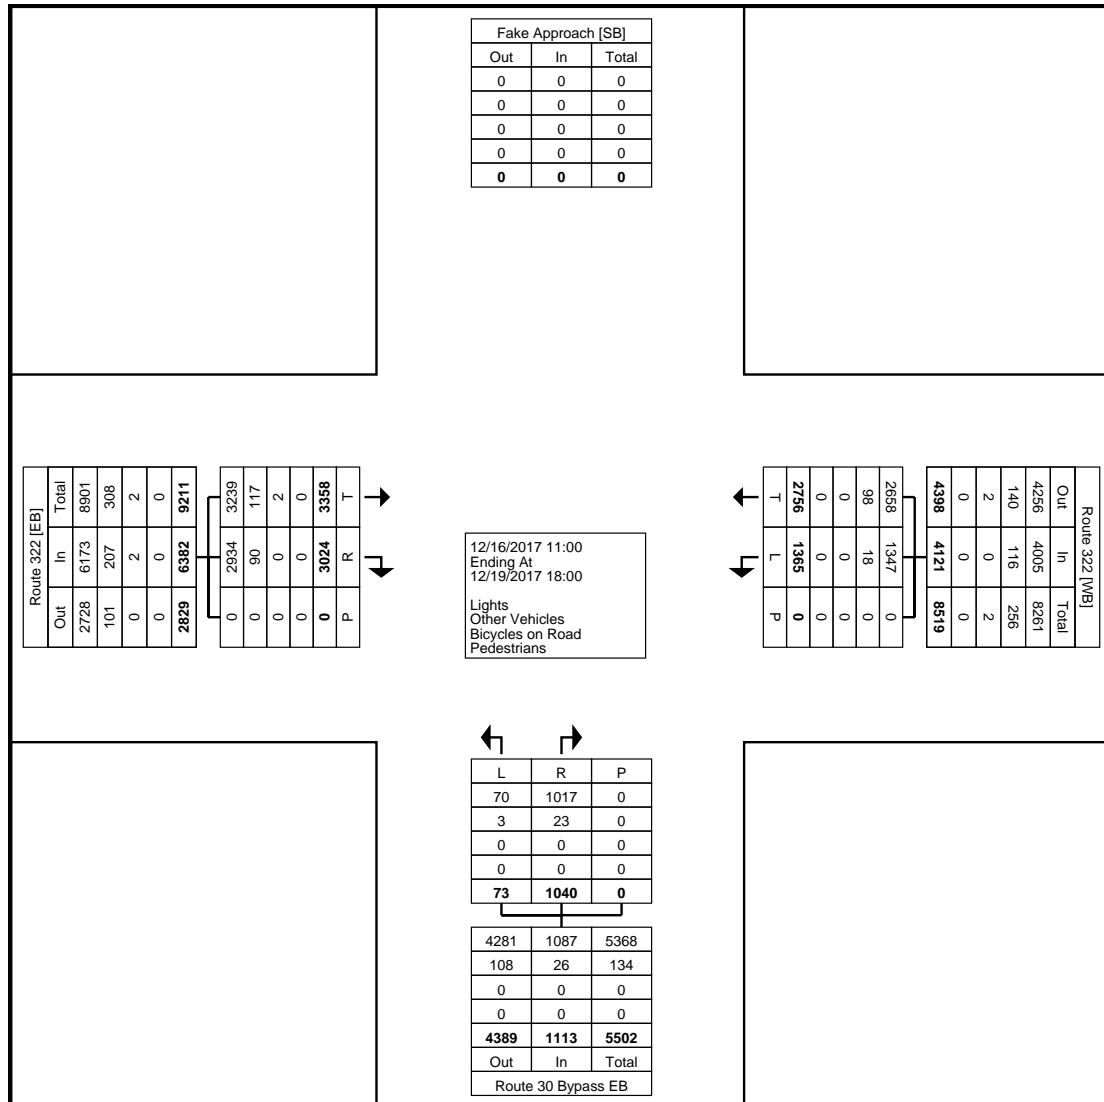 Fake Approach [SB]
Out In Total
0 0 0
0 0 0
0 0 0
0 0 0
0 0 0
Route 322 [EB]
Total In Out
8901 6173 2728
308 207 101
2 2 0
0 0 0
9211 6382 2829
3239 2934 0
117 90 0
2 0 0
0 0 0
3358 3024 0
T R P
12/16/2017 11:00
Ending At
12/19/2017 18:00
Lights
Other Vehicles
Bicycles on Road
Pedestrians
Route 322 [WB]
Out In Total
4256 4005 8261
140 116 256
2 0 2
0 0 0
4398 4121 8519
2658 1347 0
98 18 0
0 0 0
0 0 0
2756 1365 0
T L P
L R P
70 1017 0
3 23 0
0 0 0
0 0 0
73 1040 0
4281 1087 5368
108 26 134
0 0 0
0 0 0
4389 1113 5502
Out In Total
Route 30 Bypass EB